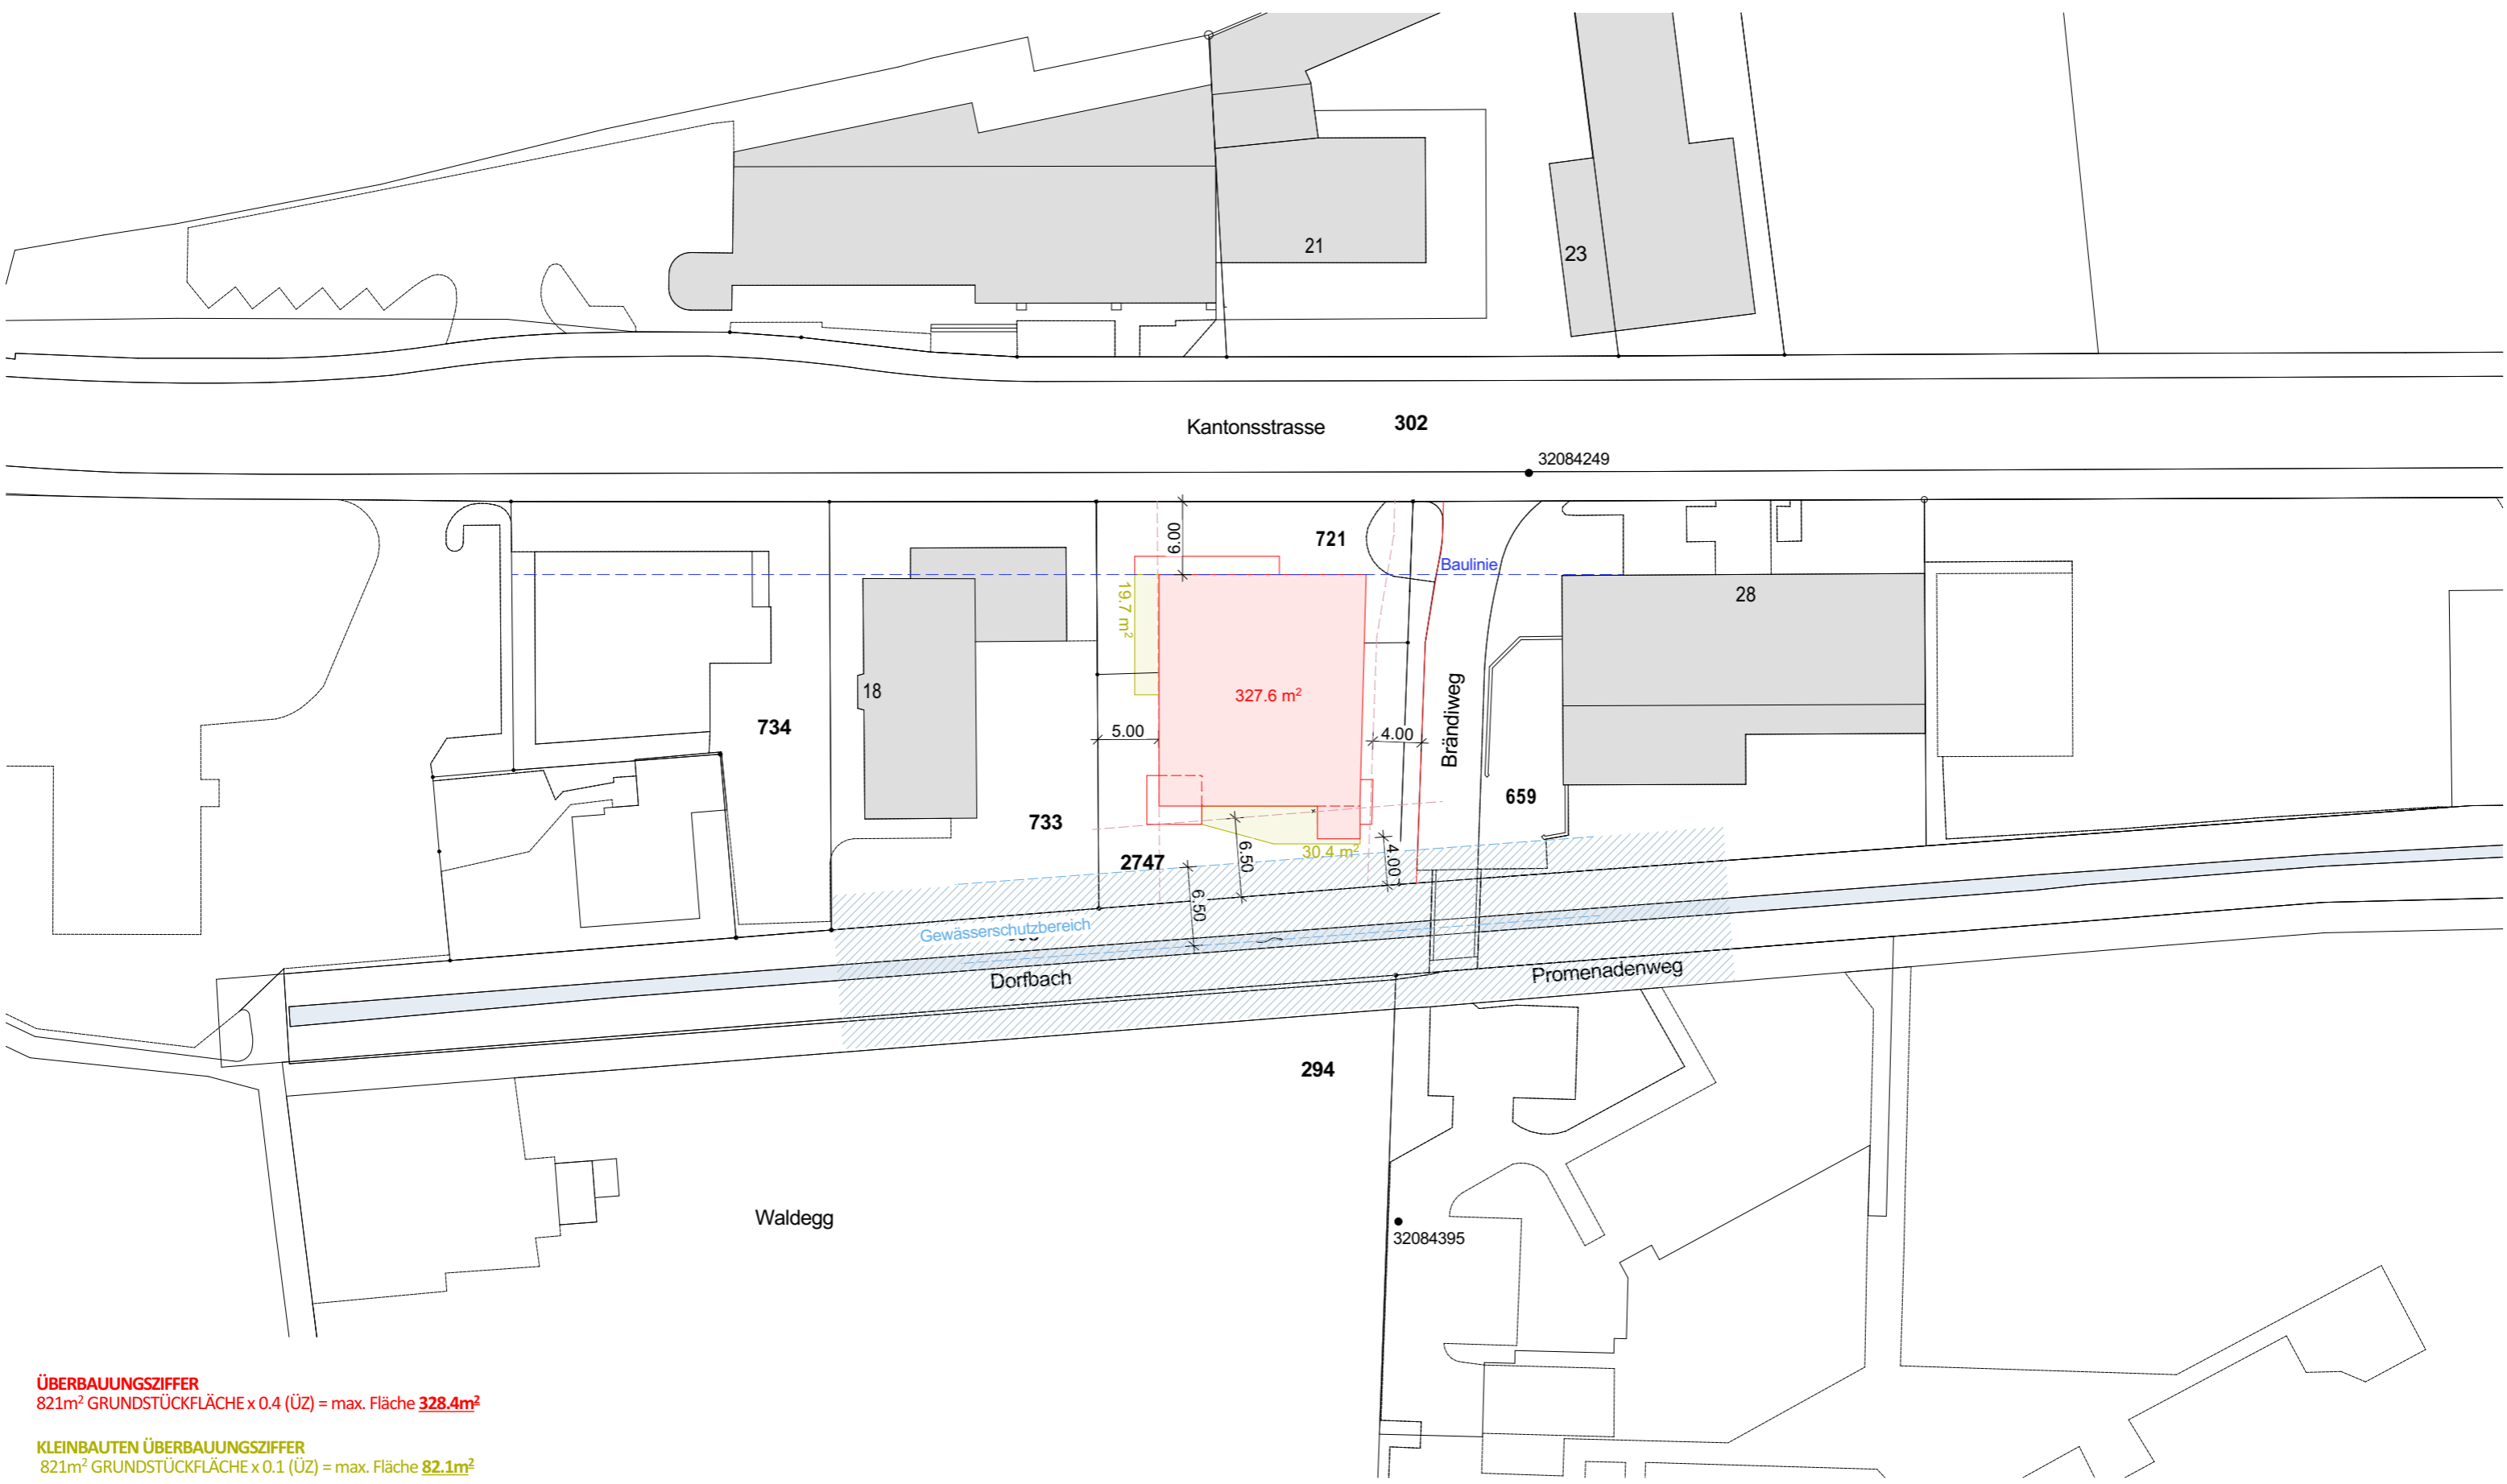 21
23
Kantonsstrasse 302
32084249
6.00
721
Baulinie
19.7 m²
28
327.6 m²
18
734
5.00
4.00
Brändiweg
659
733
2747
6.50
30.4 m²
4.00
6.50
Gewässerschutzbereich
Dorfbach
Promenadenweg
294
Waldegg
32084395
ÜBERBAUUNGSZIFFER
821m² GRUNDSTÜCKFLÄCHE x 0.4 (ÜZ) = max. Fläche 328.4m²
KLEINBAUTEN ÜBERBAUUNGSZIFFER
821m² GRUNDSTÜCKFLÄCHE x 0.1 (ÜZ) = max. Fläche 82.1m²